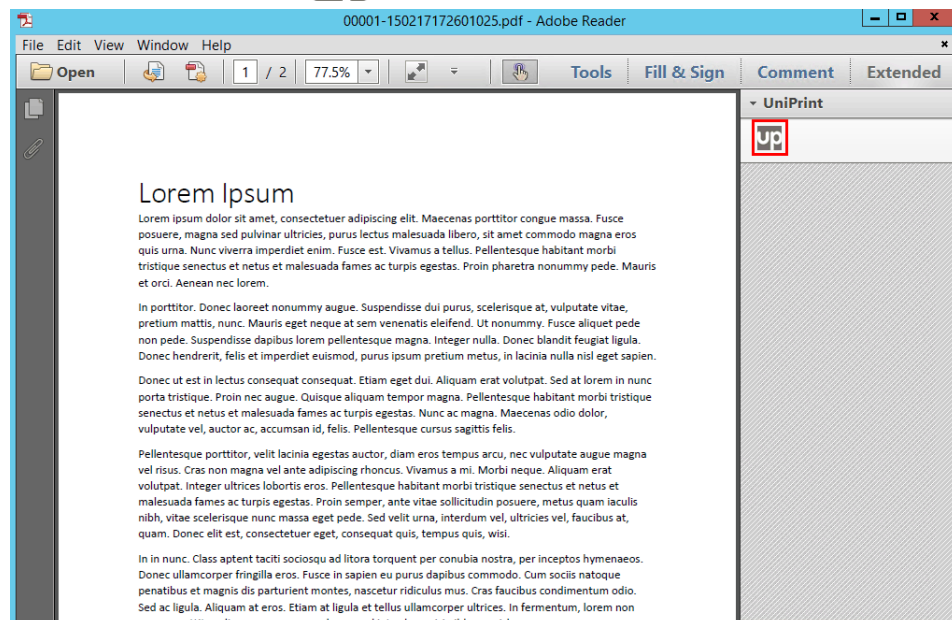 00001-150217172601025.pdf - Adobe Reader
File Edit View Window Help
Open 1 / 2 77.5% Tools Fill & Sign Comment Extended
UniPrint
up
Lorem Ipsum
Lorem ipsum dolor sit amet, consectetuer adipiscing elit. Maecenas porttitor congue massa. Fusce
posuere, magna sed pulvinar ultricies, purus lectus malesuada libero, sit amet commodo magna eros
quis urna. Nunc viverra imperdiet enim. Fusce est. Vivamus a tellus. Pellentesque habitant morbi
tristique senectus et netus et malesuada fames ac turpis egestas. Proin pharetra nonummy pede. Mauris
et orci. Aenean nec lorem.
In porttitor. Donec laoreet nonummy augue. Suspendisse dui purus, scelerisque at, vulputate vitae,
pretium mattis, nunc. Mauris eget neque at sem venenatis eleifend. Ut nonummy. Fusce aliquet pede
non pede. Suspendisse dapibus lorem pellentesque magna. Integer nulla. Donec blandit feugiat ligula.
Donec hendrerit, felis et imperdiet euismod, purus ipsum pretium metus, in lacinia nulla nisl eget sapien.
Donec ut est in lectus consequat consequat. Etiam eget dui. Aliquam erat volutpat. Sed at lorem in nunc
porta tristique. Proin nec augue. Quisque aliquam tempor magna. Pellentesque habitant morbi tristique
senectus et netus et malesuada fames ac turpis egestas. Nunc ac magna. Maecenas odio dolor,
vulputate vel, auctor ac, accumsan id, felis. Pellentesque cursus sagittis felis.
Pellentesque porttitor, velit lacinia egestas auctor, diam eros tempus arcu, nec vulputate augue magna
vel risus. Cras non magna vel ante adipiscing rhoncus. Vivamus a mi. Morbi neque. Aliquam erat
volutpat. Integer ultrices lobortis eros. Pellentesque habitant morbi tristique senectus et netus et
malesuada fames ac turpis egestas. Proin semper, ante vitae sollicitudin posuere, metus quam iaculis
nibh, vitae scelerisque nunc massa eget pede. Sed velit urna, interdum vel, ultricies vel, faucibus at,
quam. Donec elit est, consectetuer eget, consequat quis, tempus quis, wisi.
In in nunc. Class aptent taciti sociosqu ad litora torquent per conubia nostra, per inceptos hymenaeos.
Donec ullamcorper fringilla eros. Fusce in sapien eu purus dapibus commodo. Cum sociis natoque
penatibus et magnis dis parturient montes, nascetur ridiculus mus. Cras faucibus condimentum odio.
Sed ac ligula. Aliquam at eros. Etiam at ligula et tellus ullamcorper ultrices. In fermentum, lorem non